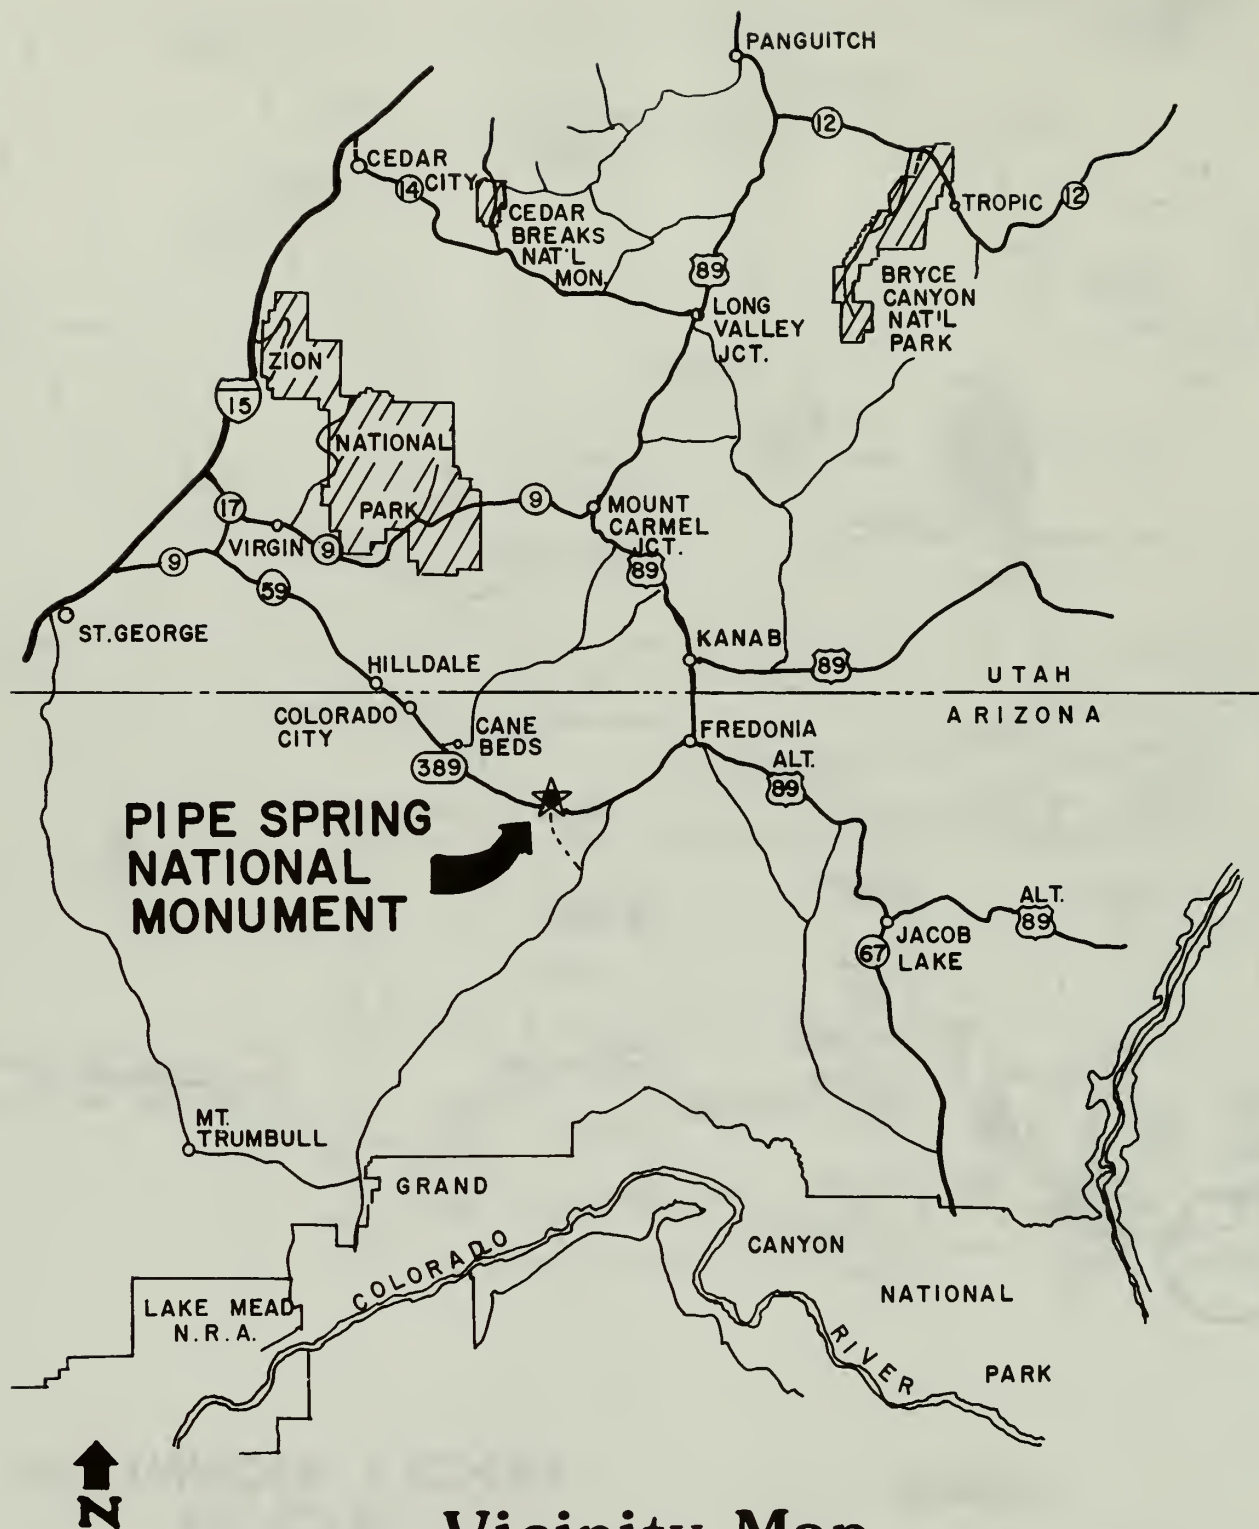 PANGUITCH
12
CEDAR
CITY
14
TROPIC
12
CEDAR
BREAKS
NAT'L
MON.
89
BRYCE
CANYON
NAT'L
PARK
LONG
VALLEY
JCT.
ZION
NATIONAL
PARK
15
17
VIRGIN
9
9
MOUNT
CARMEL
JCT.
89
9
59
ST. GEORGE
KANAB
89
HILLDALE
UTAH
ARIZONA
COLORADO
CITY
CANE
BEDS
FREDONIA
389
ALT.
89
PIPE SPRING
NATIONAL
MONUMENT
ALT.
89
JACOB
LAKE
67
MT.
TRUMBULL
GRAND
CANYON
NATIONAL
PARK
COLORADO
RIVER
LAKE MEAD
N.R.A.
N
Vicinity Map